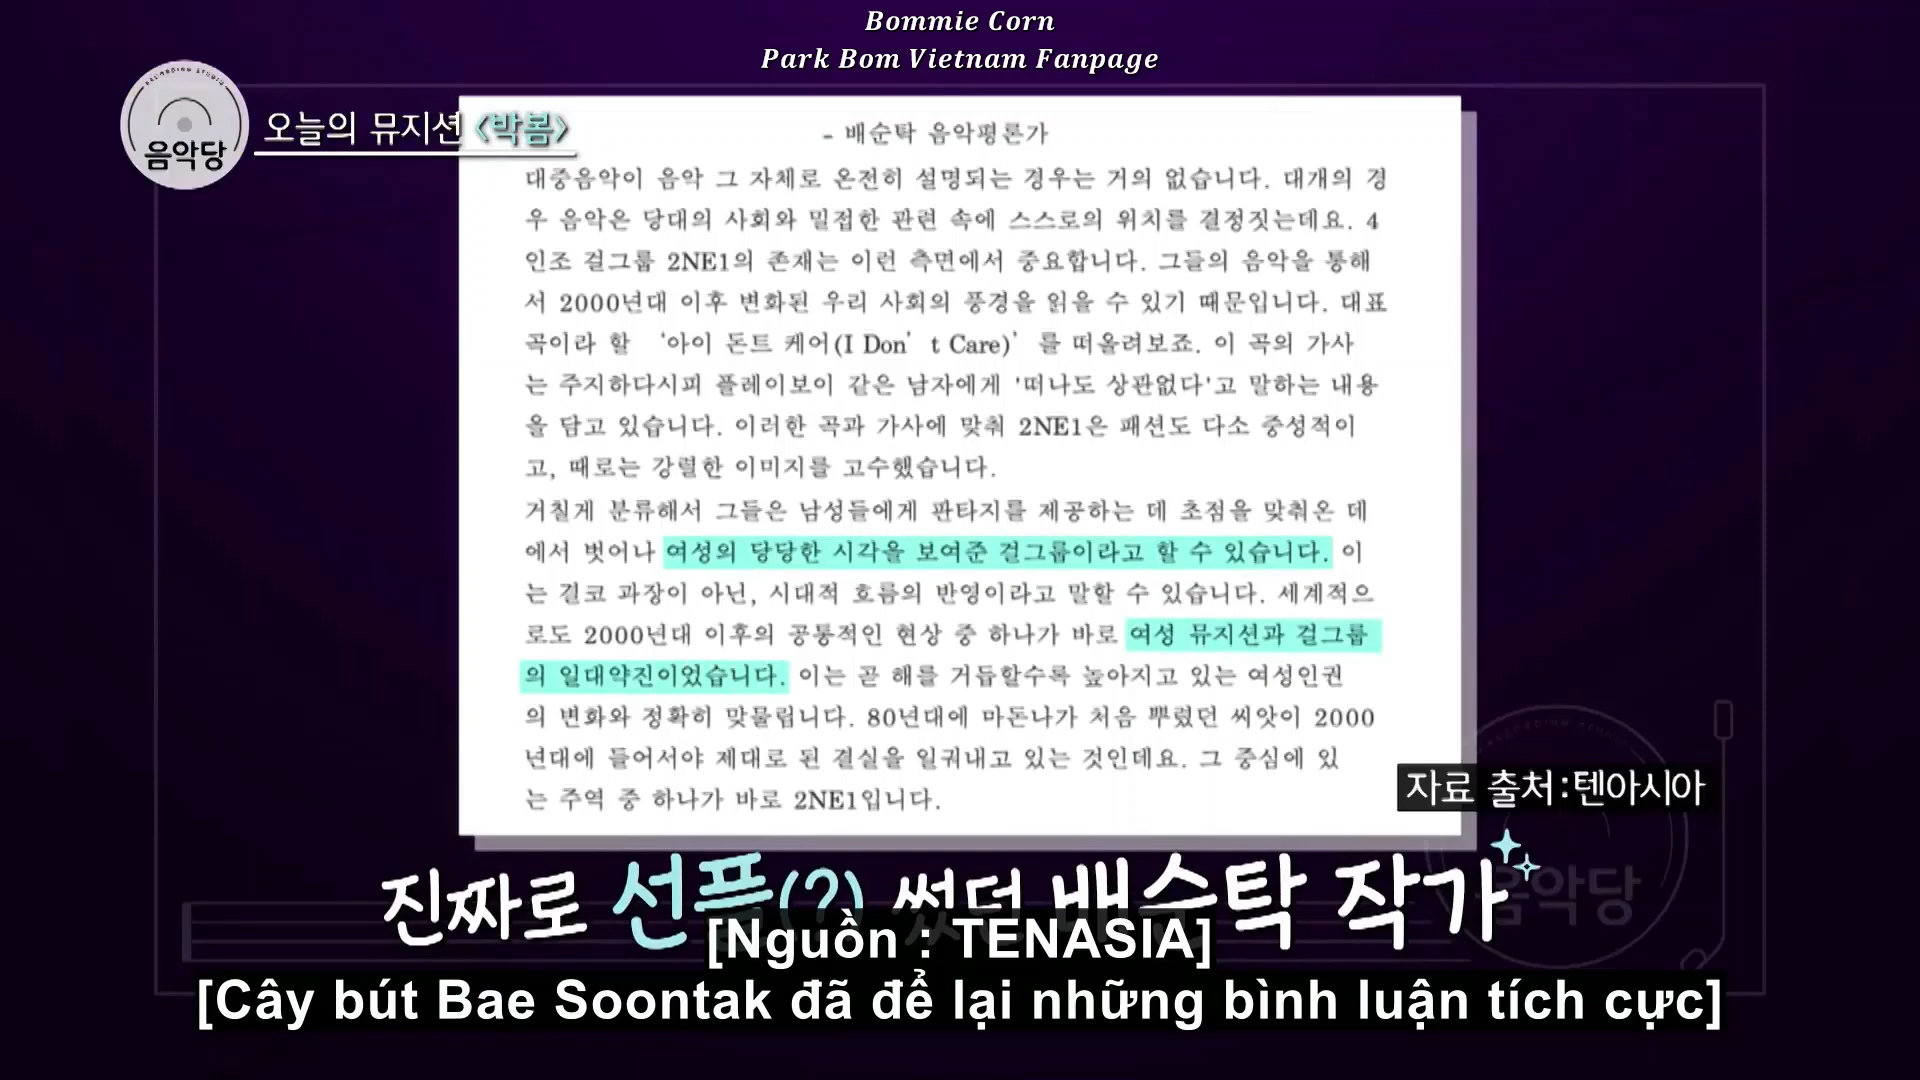 Bommie Corn
Park Bom Vietnam Fanpage
음악당
오늘의 뮤지션 <박봄>
- 배순탁 음악평론가
대중음악이 음악 그 자체로 온전히 설명되는 경우는 거의 없습니다. 대개의 경
우 음악은 당대의 사회와 밀접한 관련 속에 스스로의 위치를 결정짓는데요. 4
인조 걸그룹 2NE1의 존재는 이런 측면에서 중요합니다. 그들의 음악을 통해
서 2000년대 이후 변화된 우리 사회의 풍경을 읽을 수 있기 때문입니다. 대표
곡이라 할 ‘아이 돈트 케어(I Don’t Care)’를 떠올려보죠. 이 곡의 가사
는 주지하다시피 플레이보이 같은 남자에게 '떠나도 상관없다'고 말하는 내용
을 담고 있습니다. 이러한 곡과 가사에 맞춰 2NE1은 패션도 다소 중성적이
고, 때로는 강렬한 이미지를 고수했습니다.
거칠게 분류해서 그들은 남성들에게 판타지를 제공하는 데 초점을 맞춰온 데
에서 벗어나 여성의 당당한 시각을 보여준 걸그룹이라고 할 수 있습니다. 이
는 결코 과장이 아닌, 시대적 흐름의 반영이라고 말할 수 있습니다. 세계적으
로도 2000년대 이후의 공통적인 현상 중 하나가 바로 여성 뮤지션과 걸그룹
의 일대약진이었습니다. 이는 곧 해를 거듭할수록 높아지고 있는 여성인권
의 변화와 정확히 맞물립니다. 80년대에 마돈나가 처음 뿌렸던 씨앗이 2000
년대에 들어서야 제대로 된 결실을 일궈내고 있는 것인데요. 그 중심에 있
는 주역 중 하나가 바로 2NE1입니다.
자료 출처:텐아시아
음악당
진짜로 선플(?) 썼던 배순탁 작가
[Nguồn : TENASIA]
[Cây bút Bae Soontak đã để lại những bình luận tích cực]